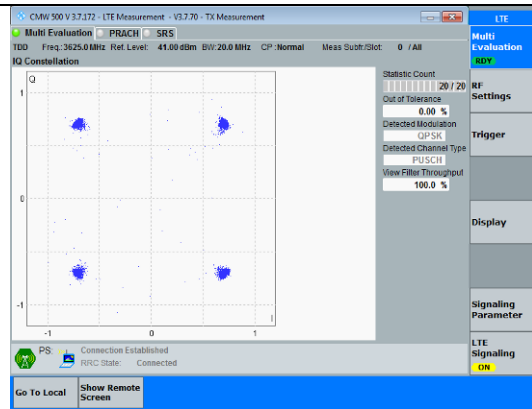 CMW 500 V 3.7.172 - LTE Measurement - V3.7.70 - TX Measurement
LTE
Multi Evaluation PRACH SRS
Multi Evaluation
RDY
TDD Freq.: 3625.0 MHz Ref. Level: 41.00 dBm BW: 20.0 MHz CP : Normal Meas Subfr/Slot: 0 / All
IQ Constellation
Q
1
0
-1
-1 0 1
I
Statistic Count
20 / 20
Out of Tolerance
0.00 %
Detected Modulation
QPSK
Detected Channel Type
PUSCH
View Filter Throughput
100.0 %
RF Settings
Trigger
Display
Signaling Parameter
LTE Signaling
ON
PS: Connection Established
RRC State: Connected
Go To Local
Show Remote Screen